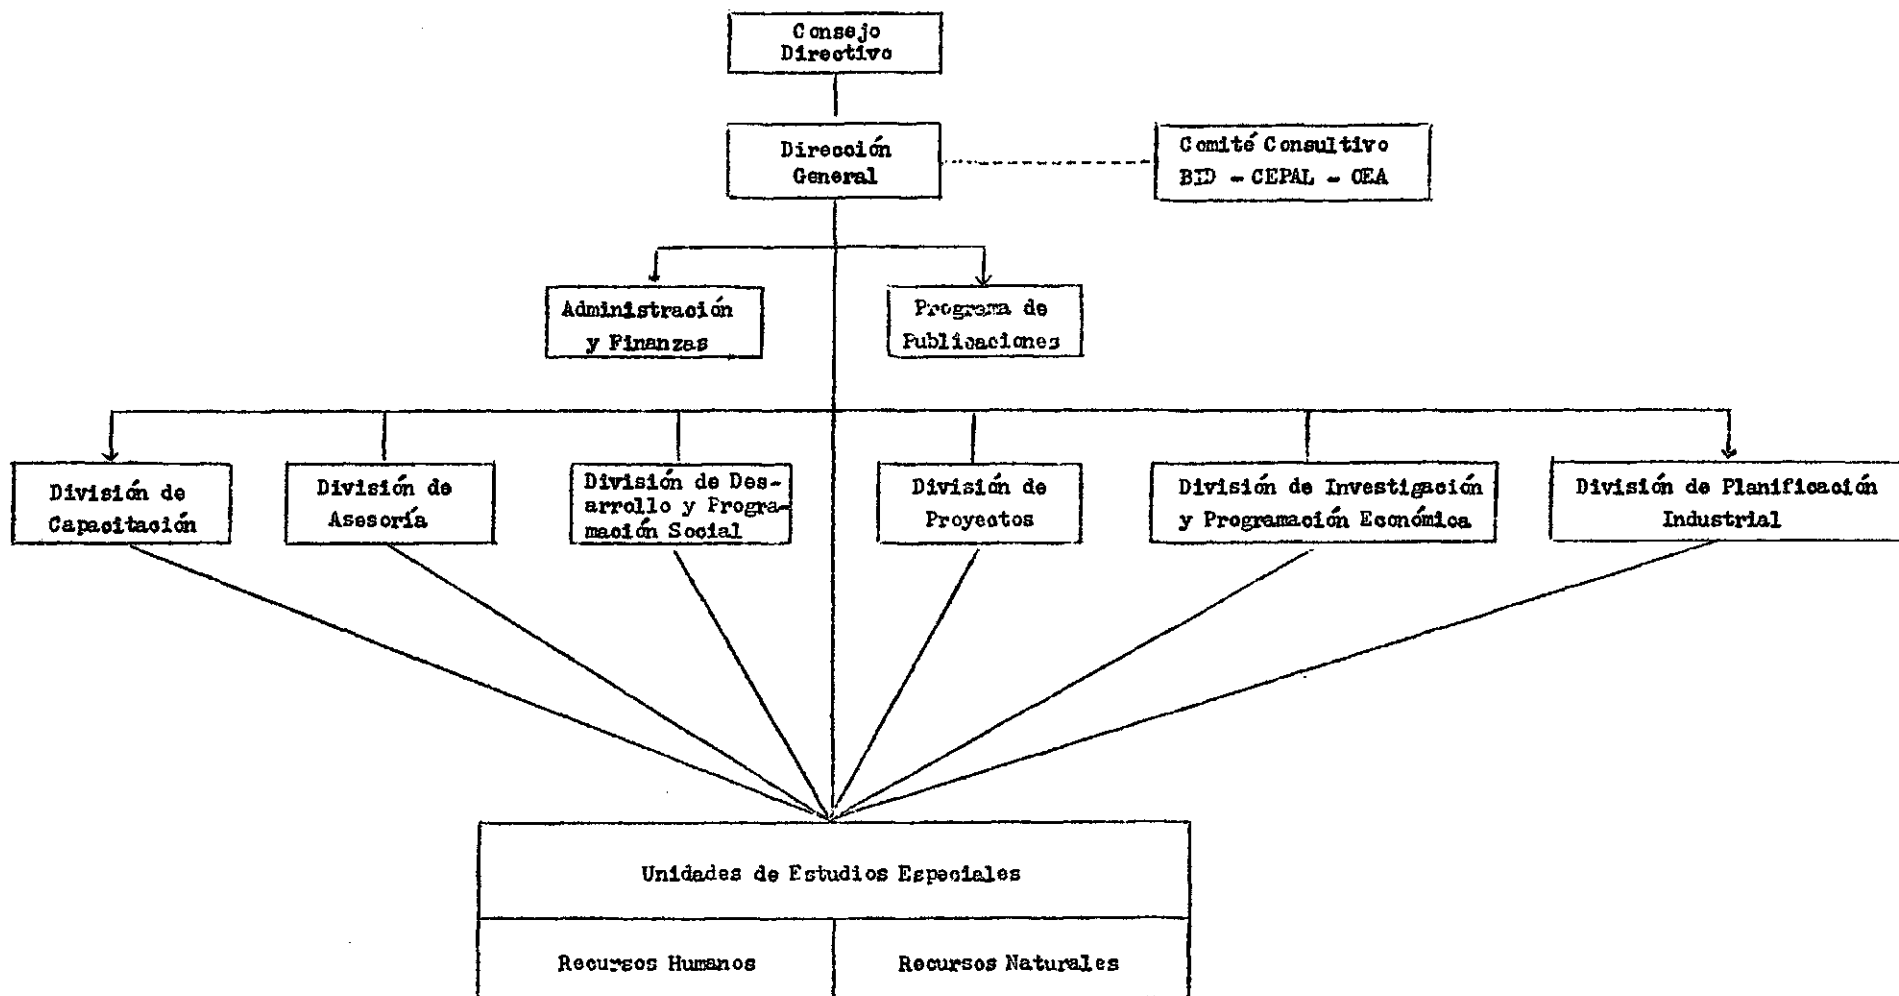 Consejo
Directivo
Dirección
General
Comité Consultivo
BID - CEPAL - OEA
Administración
y Finanzas
Programa de
Publicaciones
División de
Capacitación
División de
Asesoría
División de Des-
arrollo y Progra-
mación Social
División de
Proyectos
División de Investigación
y Programación Económica
División de Planificación
Industrial
Unidades de Estudios Especiales
Recursos Humanos
Recursos Naturales